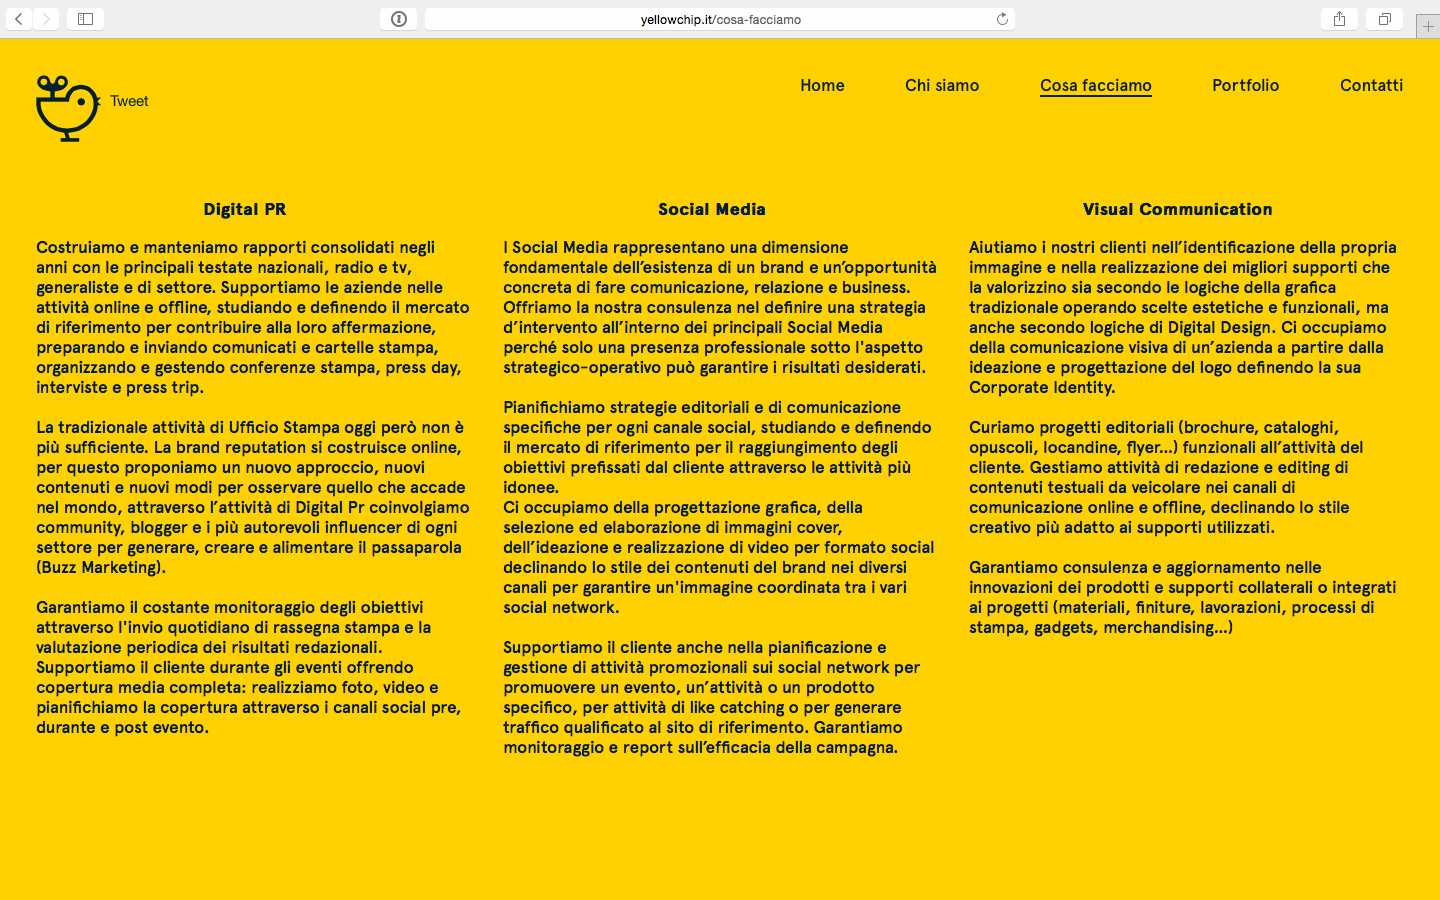 yellowchip.it/cosa-facciamo
Tweet
Home
Chi siamo
Cosa facciamo
Portfolio
Contatti
Digital PR
Costruiamo e manteniamo rapporti consolidati negli
anni con le principali testate nazionali, radio e tv,
generaliste e di settore. Supportiamo le aziende nelle
attività online e offline, studiando e definendo il mercato
di riferimento per contribuire alla loro affermazione,
preparando e inviando comunicati e cartelle stampa,
organizzando e gestendo conferenze stampa, press day,
interviste e press trip.
La tradizionale attività di Ufficio Stampa oggi però non è
più sufficiente. La brand reputation si costruisce online,
per questo proponiamo un nuovo approccio, nuovi
contenuti e nuovi modi per osservare quello che accade
nel mondo, attraverso l’attività di Digital Pr coinvolgiamo
community, blogger e i più autorevoli influencer di ogni
settore per generare, creare e alimentare il passaparola
(Buzz Marketing).
Garantiamo il costante monitoraggio degli obiettivi
attraverso l'invio quotidiano di rassegna stampa e la
valutazione periodica dei risultati redazionali.
Supportiamo il cliente durante gli eventi offrendo
copertura media completa: realizziamo foto, video e
pianifichiamo la copertura attraverso i canali social pre,
durante e post evento.
Social Media
I Social Media rappresentano una dimensione
fondamentale dell’esistenza di un brand e un’opportunità
concreta di fare comunicazione, relazione e business.
Offriamo la nostra consulenza nel definire una strategia
d’intervento all’interno dei principali Social Media
perché solo una presenza professionale sotto l'aspetto
strategico-operativo può garantire i risultati desiderati.
Pianifichiamo strategie editoriali e di comunicazione
specifiche per ogni canale social, studiando e definendo
il mercato di riferimento per il raggiungimento degli
obiettivi prefissati dal cliente attraverso le attività più
idonee.
Ci occupiamo della progettazione grafica, della
selezione ed elaborazione di immagini cover,
dell’ideazione e realizzazione di video per formato social
declinando lo stile dei contenuti del brand nei diversi
canali per garantire un'immagine coordinata tra i vari
social network.
Supportiamo il cliente anche nella pianificazione e
gestione di attività promozionali sui social network per
promuovere un evento, un’attività o un prodotto
specifico, per attività di like catching o per generare
traffico qualificato al sito di riferimento. Garantiamo
monitoraggio e report sull’efficacia della campagna.
Visual Communication
Aiutiamo i nostri clienti nell’identificazione della propria
immagine e nella realizzazione dei migliori supporti che
la valorizzino sia secondo le logiche della grafica
tradizionale operando scelte estetiche e funzionali, ma
anche secondo logiche di Digital Design. Ci occupiamo
della comunicazione visiva di un’azienda a partire dalla
ideazione e progettazione del logo definendo la sua
Corporate Identity.
Curiamo progetti editoriali (brochure, cataloghi,
opuscoli, locandine, flyer...) funzionali all’attività del
cliente. Gestiamo attività di redazione e editing di
contenuti testuali da veicolare nei canali di
comunicazione online e offline, declinando lo stile
creativo più adatto ai supporti utilizzati.
Garantiamo consulenza e aggiornamento nelle
innovazioni dei prodotti e supporti collaterali o integrati
ai progetti (materiali, finiture, lavorazioni, processi di
stampa, gadgets, merchandising...)